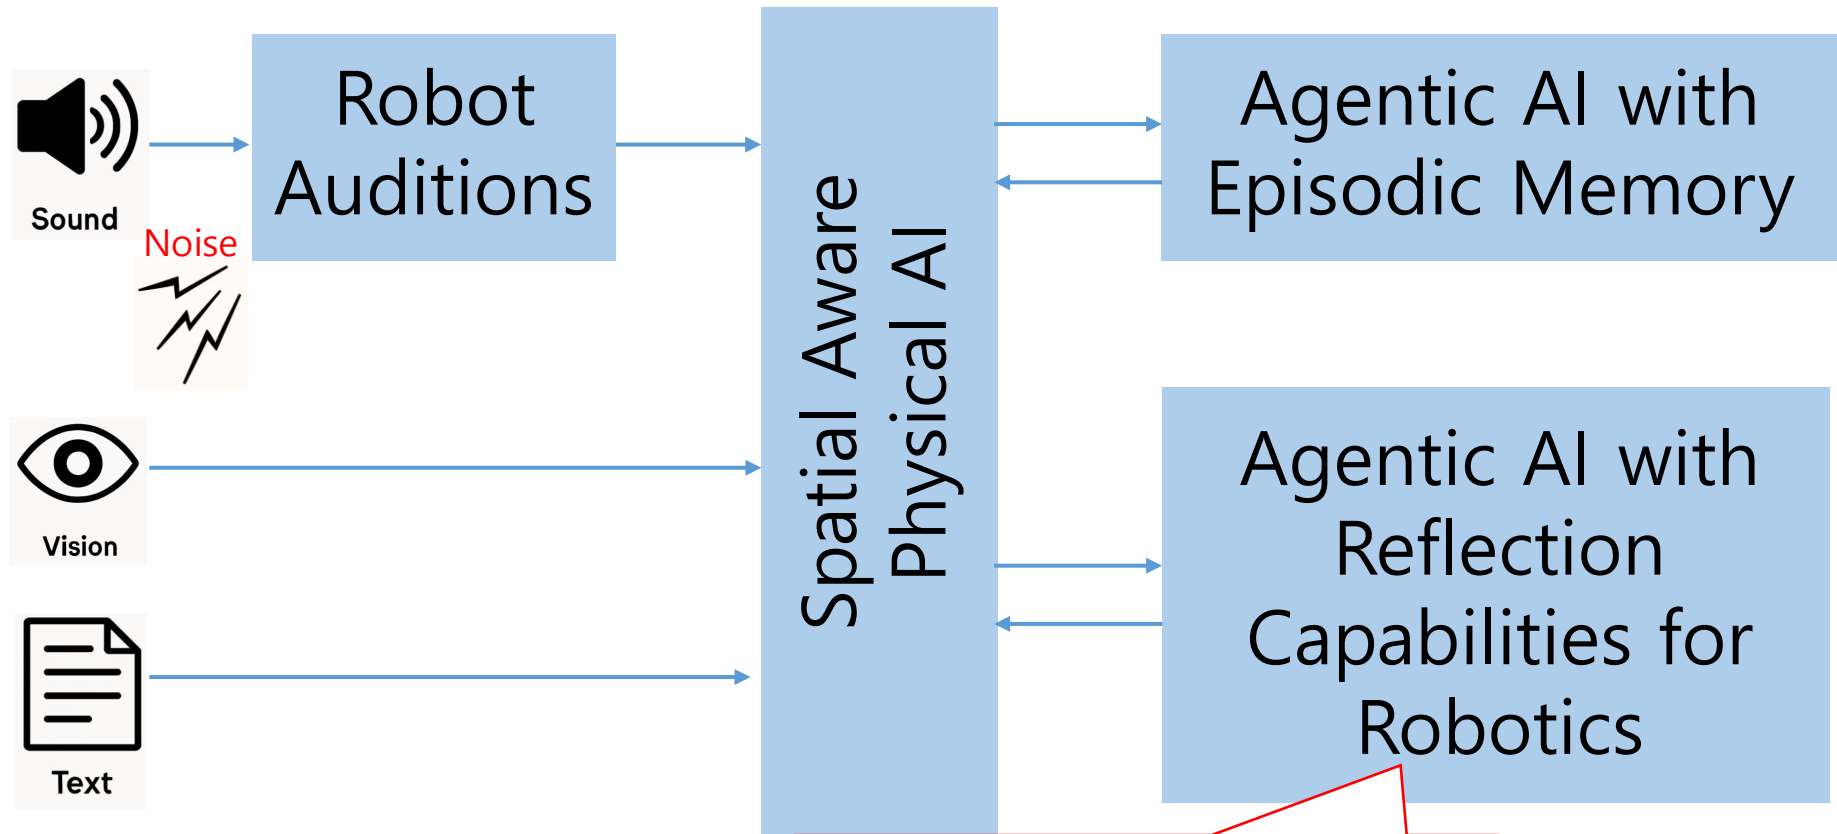 Sound
Noise
Robot
Auditions
Vision
Text
Spatial Aware
Physical AI
Agentic AI with
Episodic Memory
Agentic AI with
Reflection
Capabilities for
Robotics